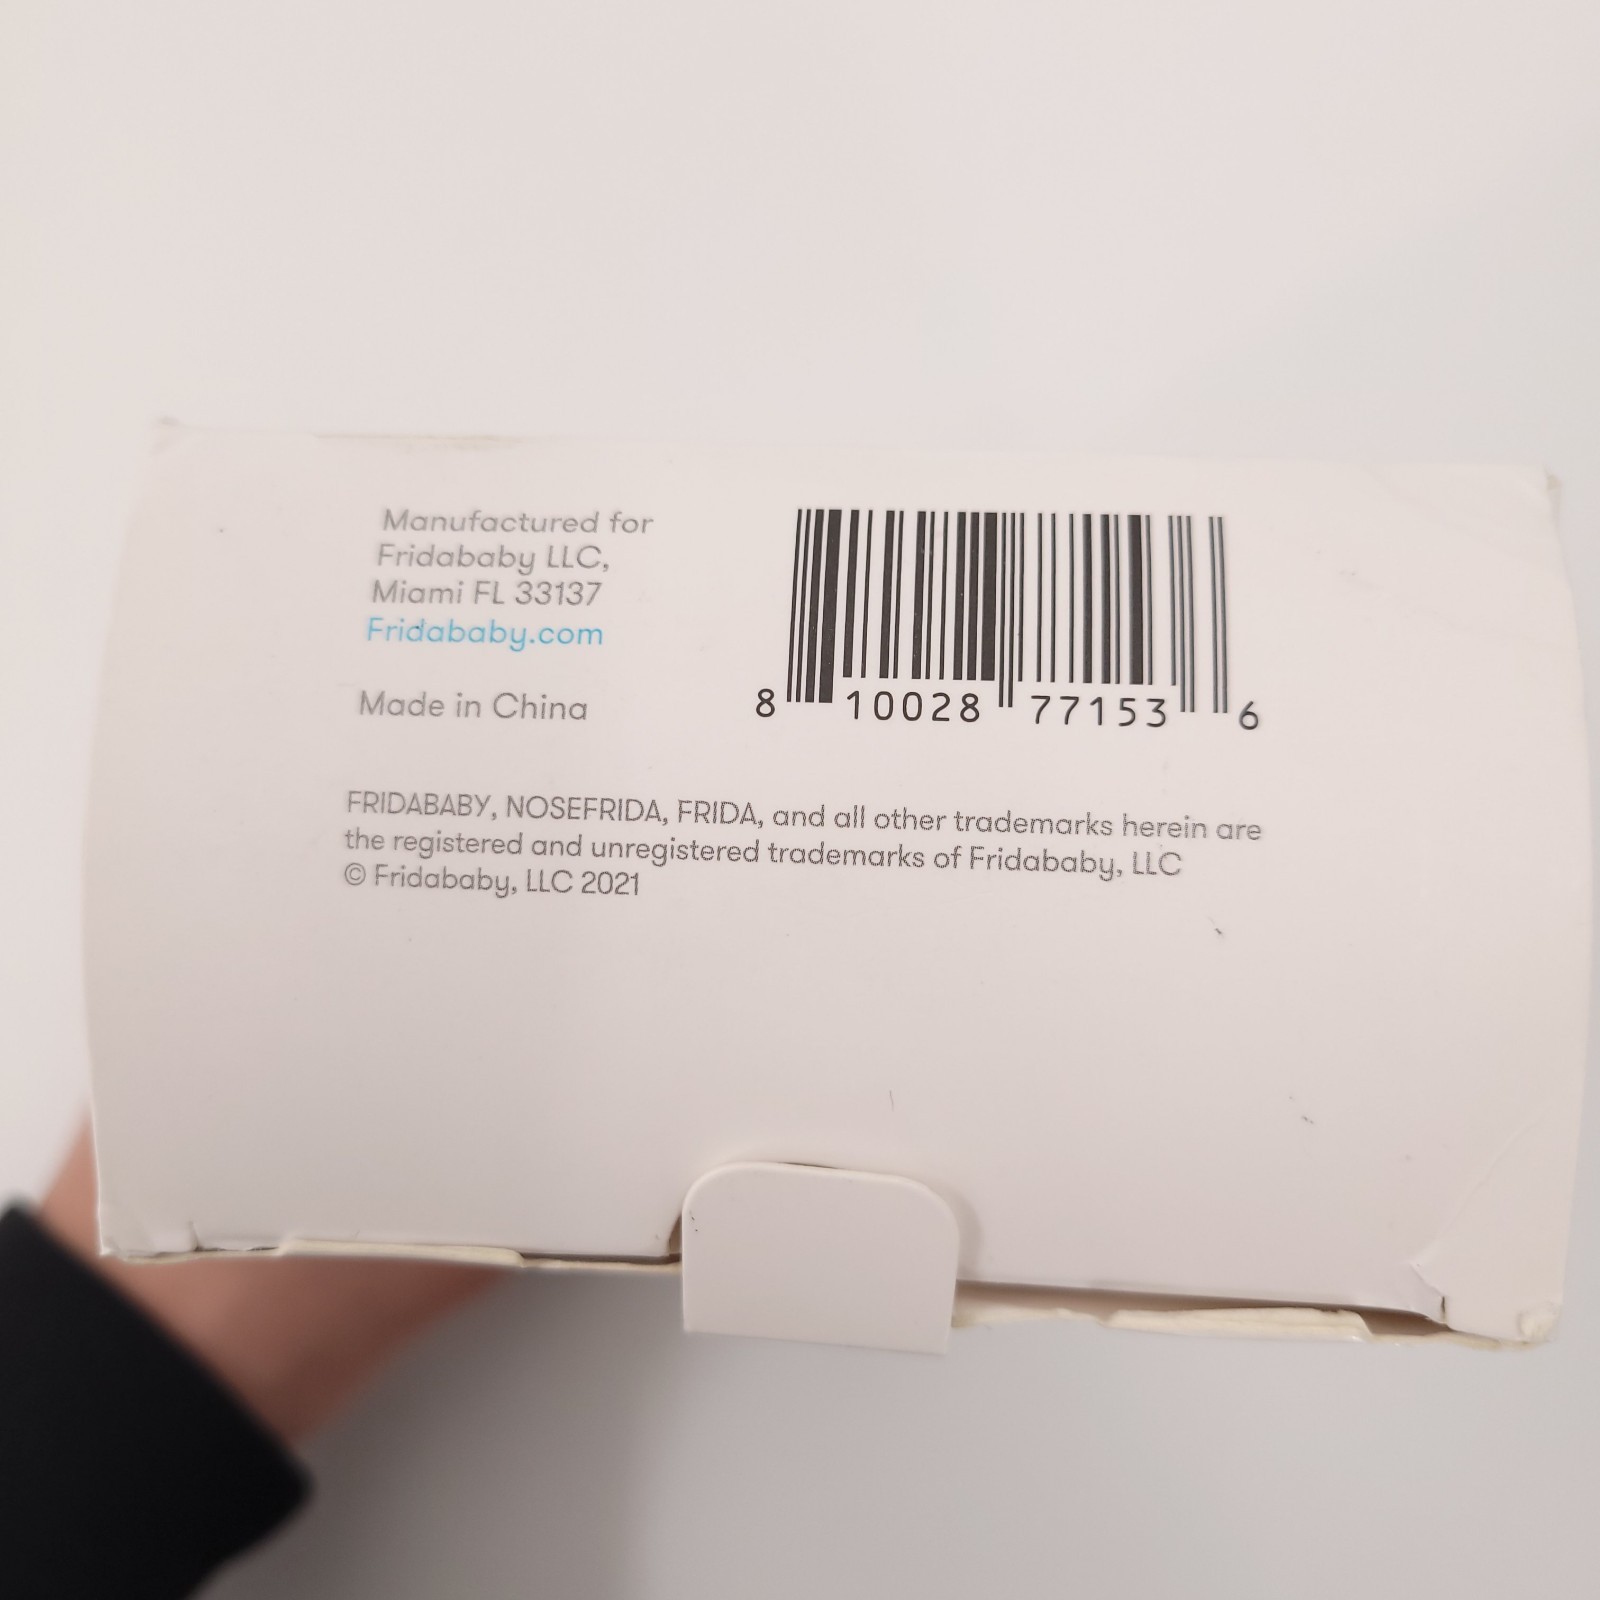 Manufactured for
Fridababy LLC,
Miami FL 33137
Fridababy.com
Made in China
8 10028 77153 6
FRIDABABY, NOSEFRIDA, FRIDA, and all other trademarks herein are
the registered and unregistered trademarks of Fridababy, LLC
© Fridababy, LLC 2021